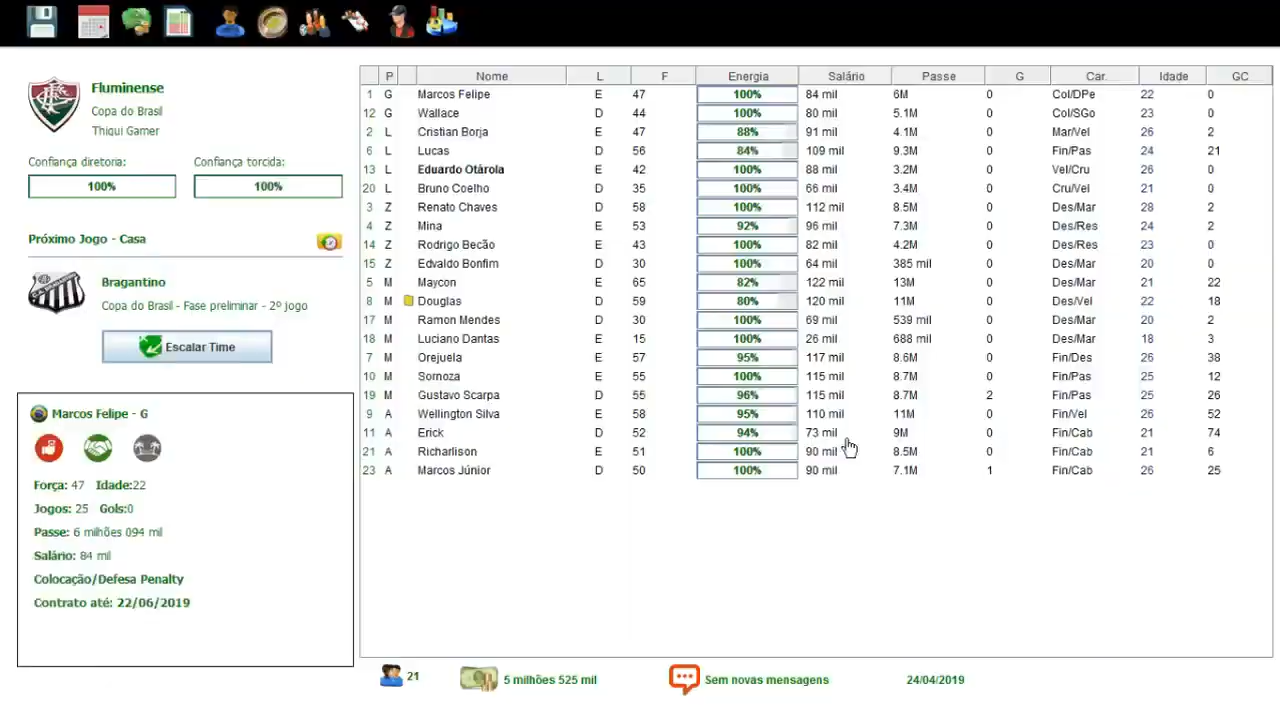 Fluminense
Copa do Brasil
Thiqui Gamer
Confiança diretoria: Confiança torcida:
100% 100%
Próximo Jogo - Casa
Bragantino
Copa do Brasil - Fase preliminar - 2º jogo
Escalar Time
Marcos Felipe - G
Força: 47 Idade:22
Jogos: 25 Gols:0
Passe: 6 milhões 094 mil
Salário: 84 mil
Colocação/Defesa Penalty
Contrato até: 22/06/2019
P Nome L F Energia Salário Passe G Car. Idade GC
1 G Marcos Felipe E 47 100% 84 mil 6M 0 Col/DPe 22 0
12 G Wallace D 44 100% 80 mil 5.1M 0 Col/SGo 23 0
2 L Cristian Borja E 47 88% 91 mil 4.1M 0 Mar/Vel 26 2
6 L Lucas D 56 84% 109 mil 9.3M 0 Fin/Pas 24 21
13 L Eduardo Otárola E 42 100% 88 mil 3.2M 0 Vel/Cru 26 0
20 L Bruno Coelho D 35 100% 66 mil 3.4M 0 Cru/Vel 21 0
3 Z Renato Chaves D 58 100% 112 mil 8.5M 0 Des/Mar 28 2
4 Z Mina E 53 92% 96 mil 7.3M 0 Des/Res 24 2
14 Z Rodrigo Becão E 43 100% 82 mil 4.2M 0 Des/Res 23 0
15 Z Edvaldo Bonfim D 30 100% 64 mil 385 mil 0 Des/Mar 20 0
5 M Maycon E 65 82% 122 mil 13M 0 Des/Mar 21 22
8 M Douglas D 59 80% 120 mil 11M 0 Des/Vel 22 18
17 M Ramon Mendes D 30 100% 69 mil 539 mil 0 Des/Mar 20 2
18 M Luciano Dantas E 15 100% 26 mil 688 mil 0 Des/Mar 18 3
7 M Orejuela E 57 95% 117 mil 8.6M 0 Fin/Des 26 38
10 M Sornoza E 55 100% 115 mil 8.7M 0 Fin/Pas 25 12
19 M Gustavo Scarpa D 55 96% 115 mil 8.7M 2 Fin/Pas 25 26
9 A Wellington Silva E 58 95% 110 mil 11M 0 Fin/Vel 26 52
11 A Erick D 52 94% 73 mil 9M 0 Fin/Cab 21 74
21 A Richarlison E 51 100% 90 mil 8.5M 0 Fin/Cab 21 6
23 A Marcos Júnior D 50 100% 90 mil 7.1M 1 Fin/Cab 26 25
21 5 milhões 525 mil Sem novas mensagens 24/04/2019